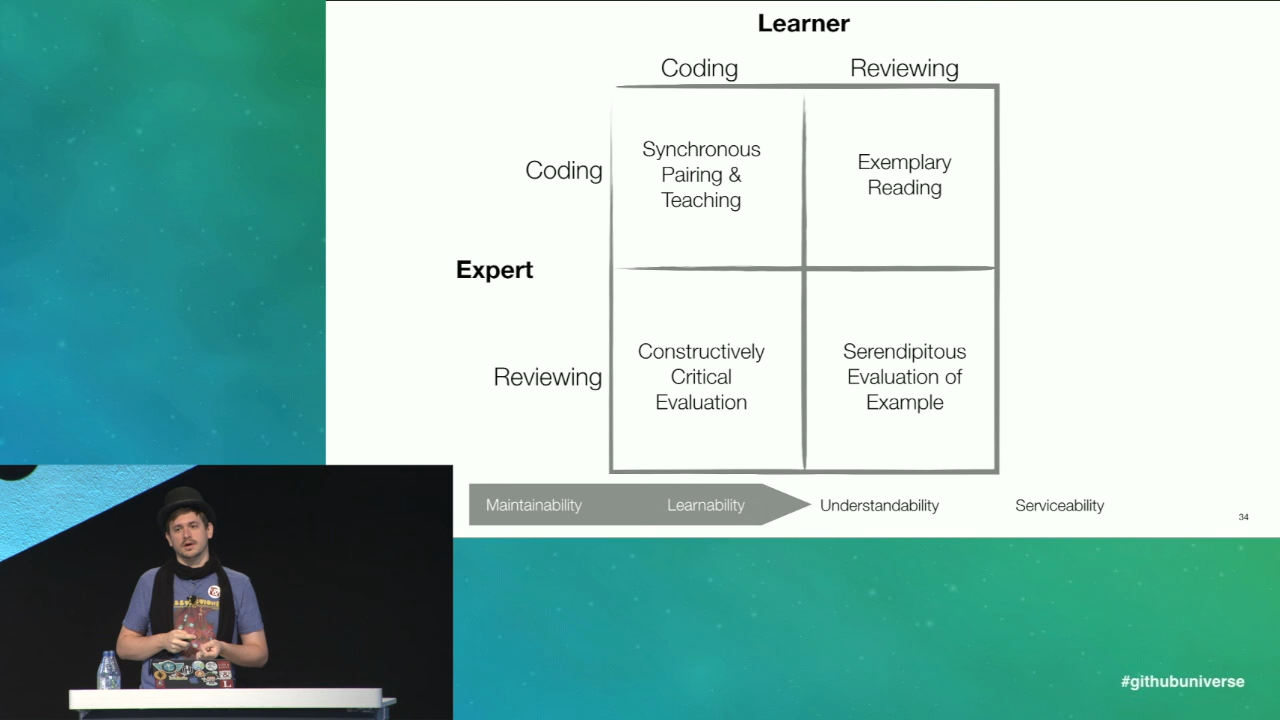 Learner
Coding
Reviewing
Coding
Synchronous
Pairing &
Teaching
Exemplary
Reading
Expert
Reviewing
Constructively
Critical
Evaluation
Serendipitous
Evaluation of
Example
Maintainability
Learnability
Understandability
Serviceability
34
#githubuniverse